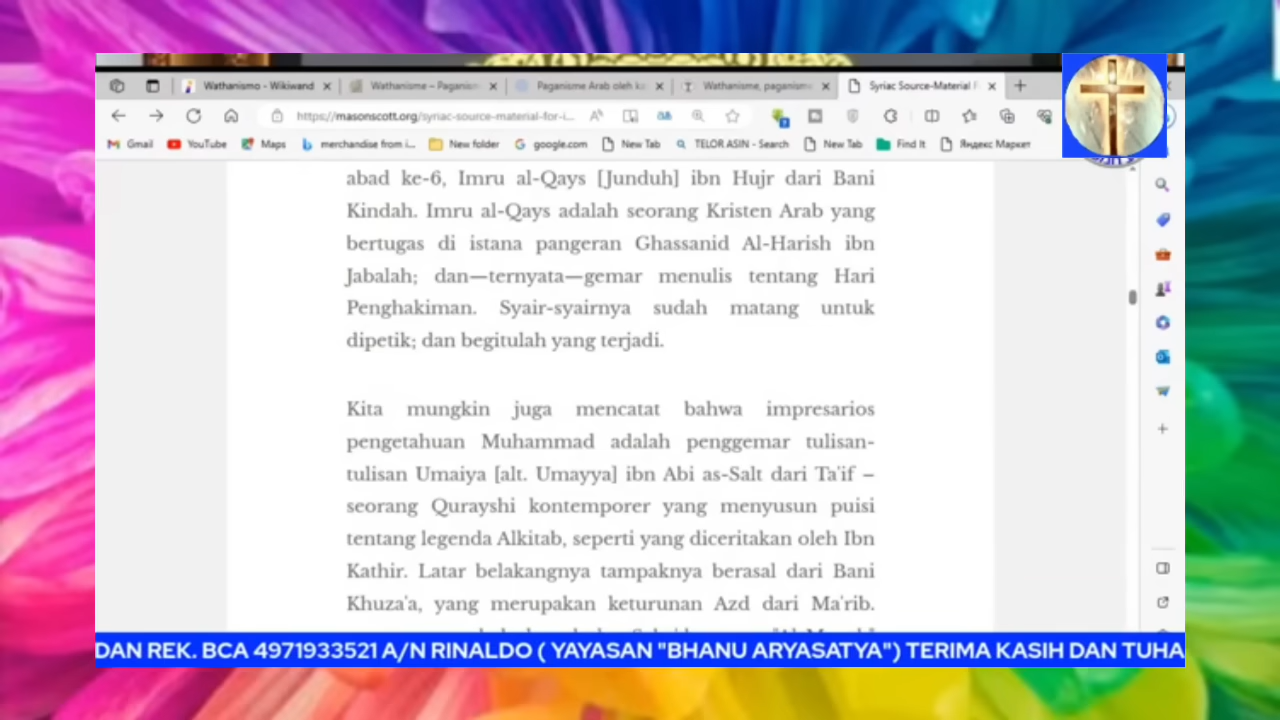 Wathanismo - Wikiwand
Wathanisme – Paganism
Paganisme Arab oleh ka
Wathanisme, paganisme
Syriac Source-Material F
https://masonscott.org/syriac-source-material-for-i...
Gmail
YouTube
Maps
merchandise from i...
New folder
google.com
New Tab
TELOR ASIN - Search
New Tab
Find It
Яндекс Маркет
abad ke-6, Imru al-Qays [Junduh] ibn Hujr dari Bani
Kindah. Imru al-Qays adalah seorang Kristen Arab yang
bertugas di istana pangeran Ghassanid Al-Harish ibn
Jabalah; dan—ternyata—gemar menulis tentang Hari
Penghakiman. Syair-syairnya sudah matang untuk
dipetik; dan begitulah yang terjadi.
Kita mungkin juga mencatat bahwa impresarios
pengetahuan Muhammad adalah penggemar tulisan-
tulisan Umaiya [alt. Umayya] ibn Abi as-Salt dari Ta'if –
seorang Qurayshi kontemporer yang menyusun puisi
tentang legenda Alkitab, seperti yang diceritakan oleh Ibn
Kathir. Latar belakangnya tampaknya berasal dari Bani
Khuza'a, yang merupakan keturunan Azd dari Ma'rib.
DAN REK. BCA 4971933521 A/N RINALDO ( YAYASAN "BHANU ARYASATYA") TERIMA KASIH DAN TUHA